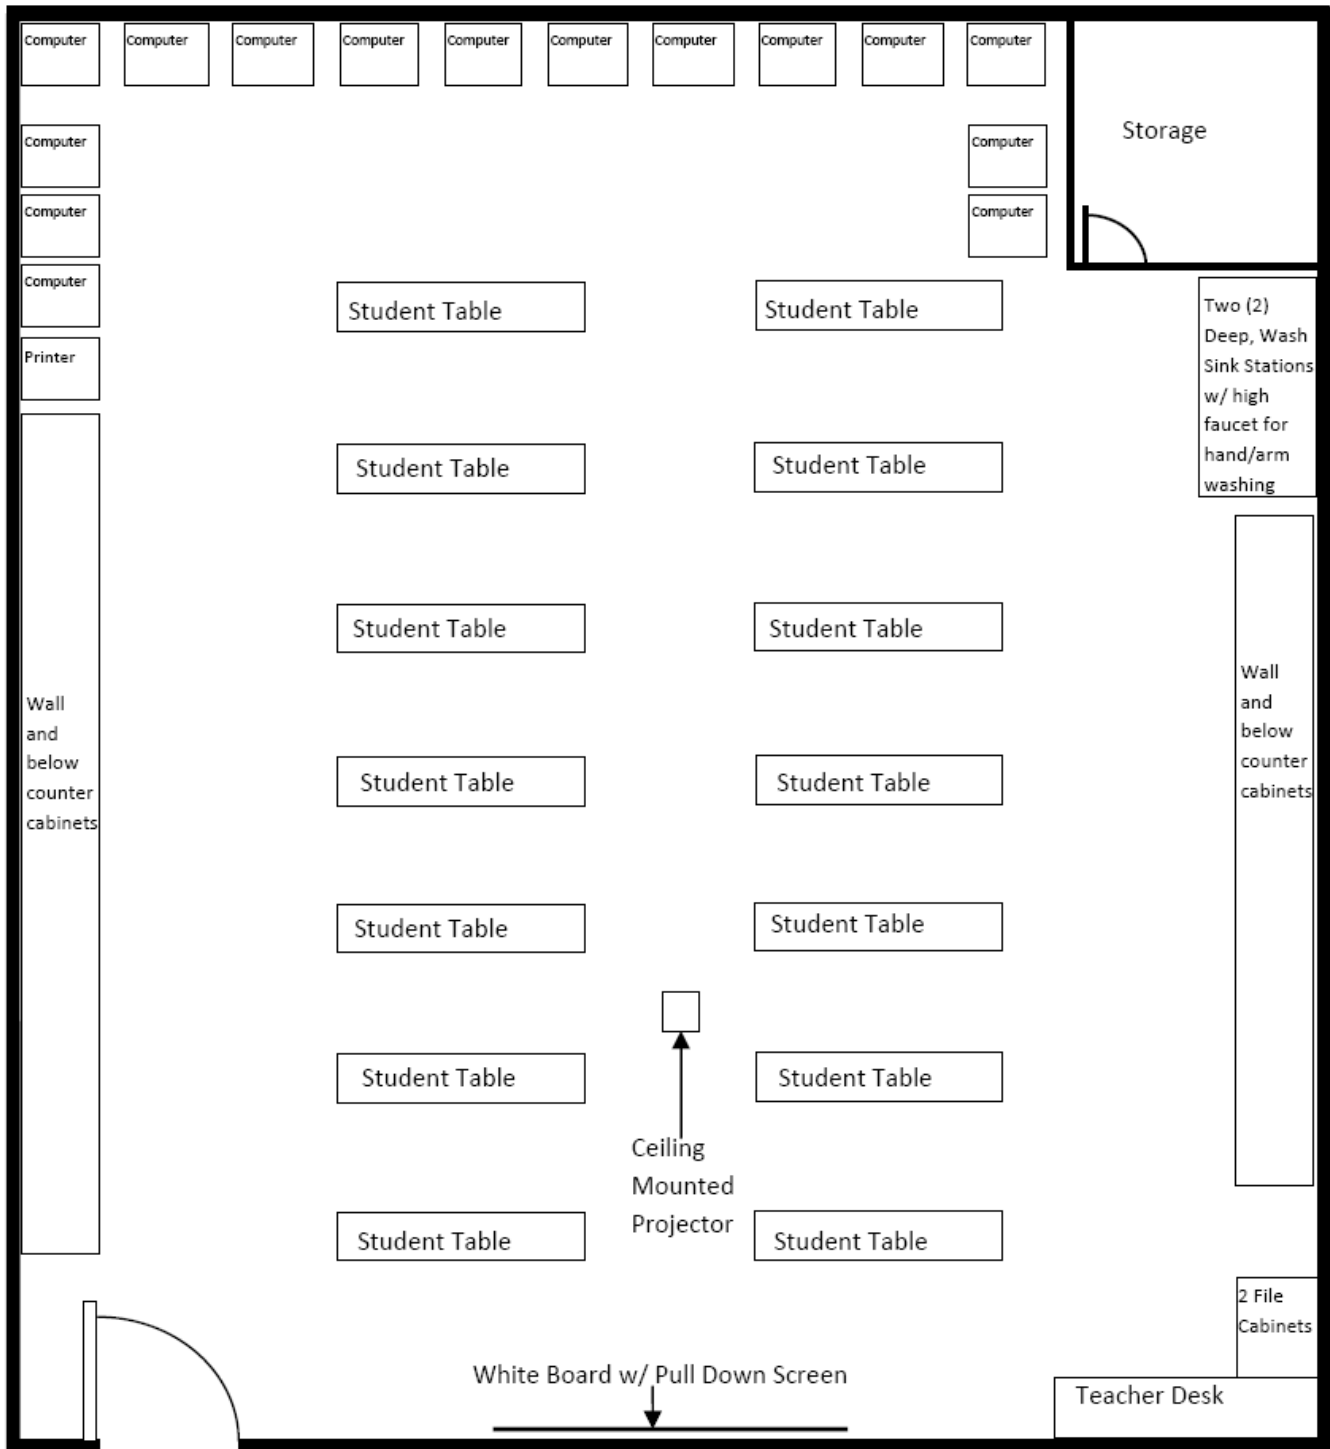 Computer
Computer
Computer
Computer
Computer
Computer
Computer
Computer
Computer
Computer
Storage
Computer
Computer
Computer
Computer
Computer
Printer
Student Table
Student Table
Two (2)
Deep, Wash
Sink Stations
w/ high
faucet for
hand/arm
washing
Student Table
Student Table
Student Table
Student Table
Wall
and
below
counter
cabinets
Wall
and
below
counter
cabinets
Student Table
Student Table
Student Table
Student Table
Student Table
Student Table
Ceiling
Mounted
Projector
Student Table
Student Table
2 File
Cabinets
White Board w/ Pull Down Screen
Teacher Desk